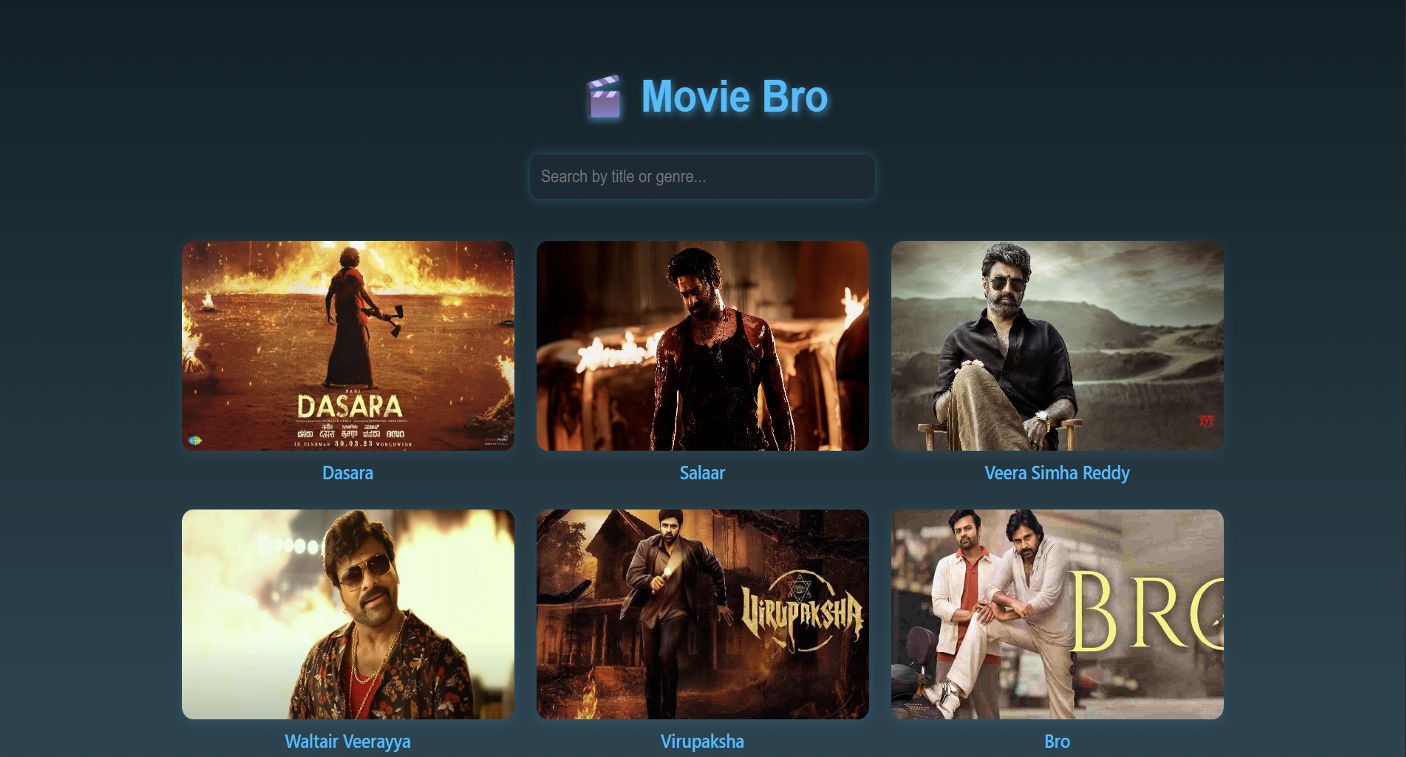 Movie Bro
Search by title or genre...
NANI
DASARA
IN CINEMAS 30.03.23 WORLDWIDE
Dasara
Salaar
Veera Simha Reddy
VIRUPAKSHA
BRO
Waltair Veerayya
Virupaksha
Bro